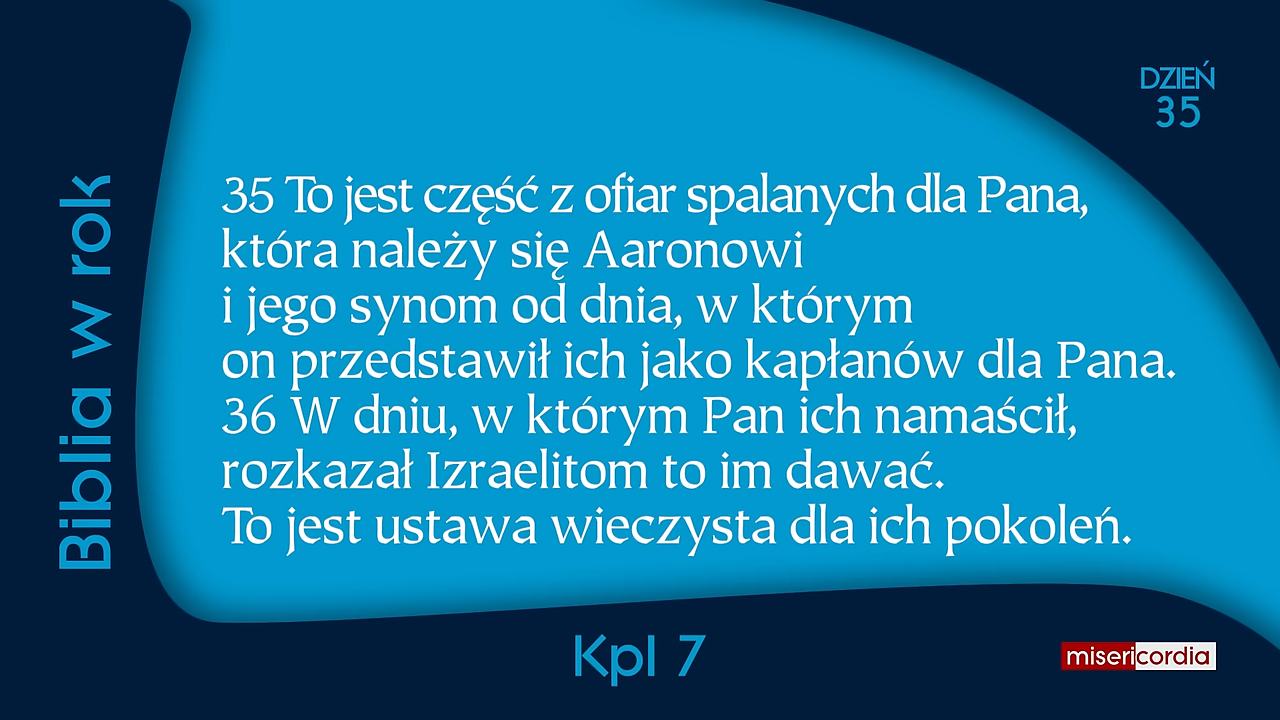 DZIEŃ
35
Biblia w rok
35 To jest część z ofiar spalanych dla Pana,
która należy się Aaronowi
i jego synom od dnia, w którym
on przedstawił ich jako kapłanów dla Pana.
36 W dniu, w którym Pan ich namaścił,
rozkazał Izraelitom to im dawać.
To jest ustawa wieczysta dla ich pokoleń.
Kpl 7
misericordia